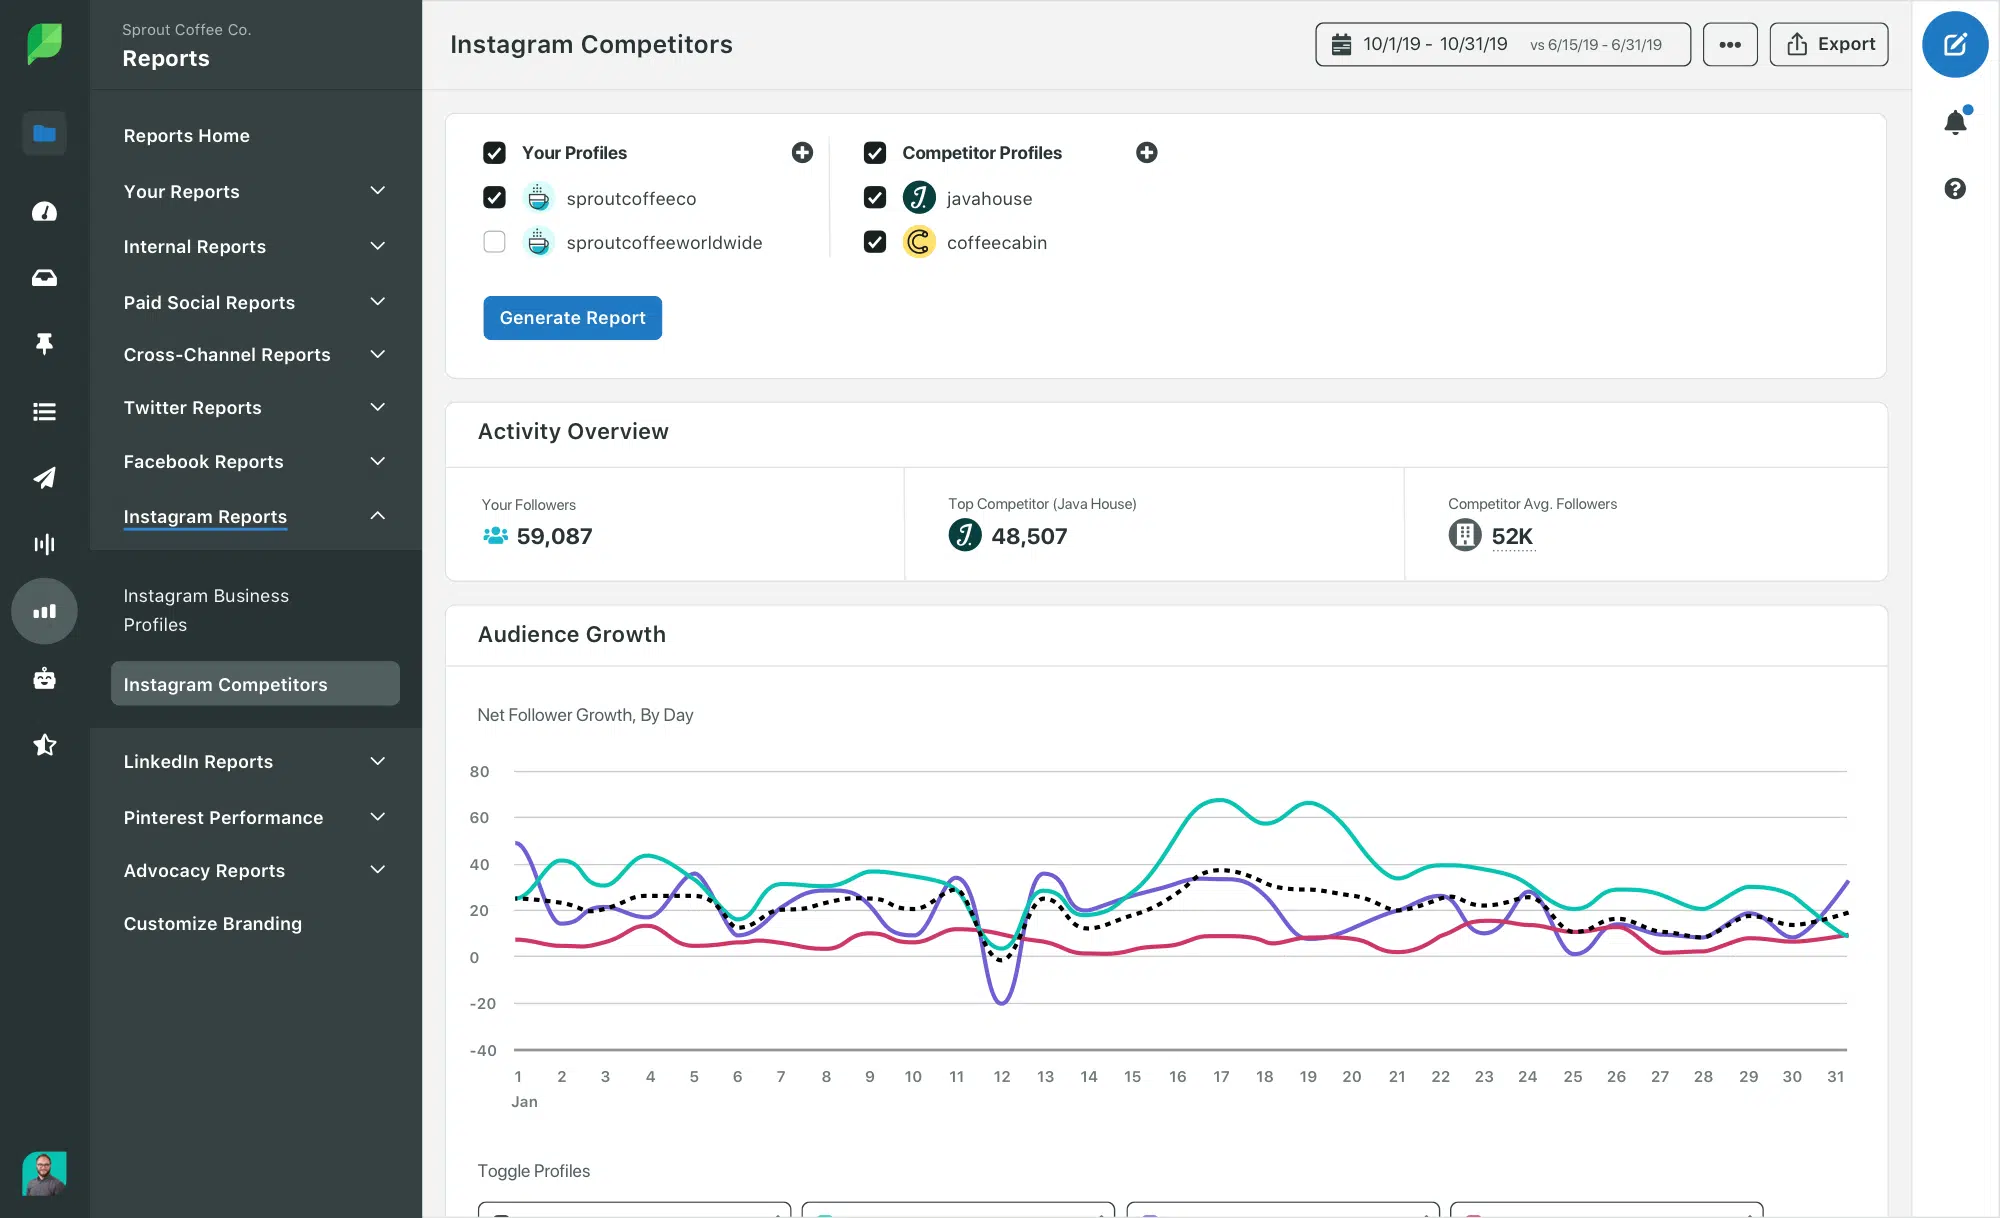 Sprout Coffee Co.
Reports
Reports Home
Your Reports
Internal Reports
Paid Social Reports
Cross-Channel Reports
Twitter Reports
Facebook Reports
Instagram Reports
Instagram Business
Profiles
Instagram Competitors
LinkedIn Reports
Pinterest Performance
Advocacy Reports
Customize Branding
Instagram Competitors
10/1/19 - 10/31/19 vs 6/15/19 - 6/31/19
Export
Your Profiles
sproutcoffeeco
sproutcoffeeworldwide
Competitor Profiles
javahouse
coffeecabin
Generate Report
Activity Overview
Your Followers
59,087
Top Competitor (Java House)
48,507
Competitor Avg. Followers
52K
Audience Growth
Net Follower Growth, By Day
80
60
40
20
0
-20
-40
1 2 3 4 5 6 7 8 9 10 11 12 13 14 15 16 17 18 19 20 21 22 23 24 25 26 27 28 29 30 31
Jan
Toggle Profiles